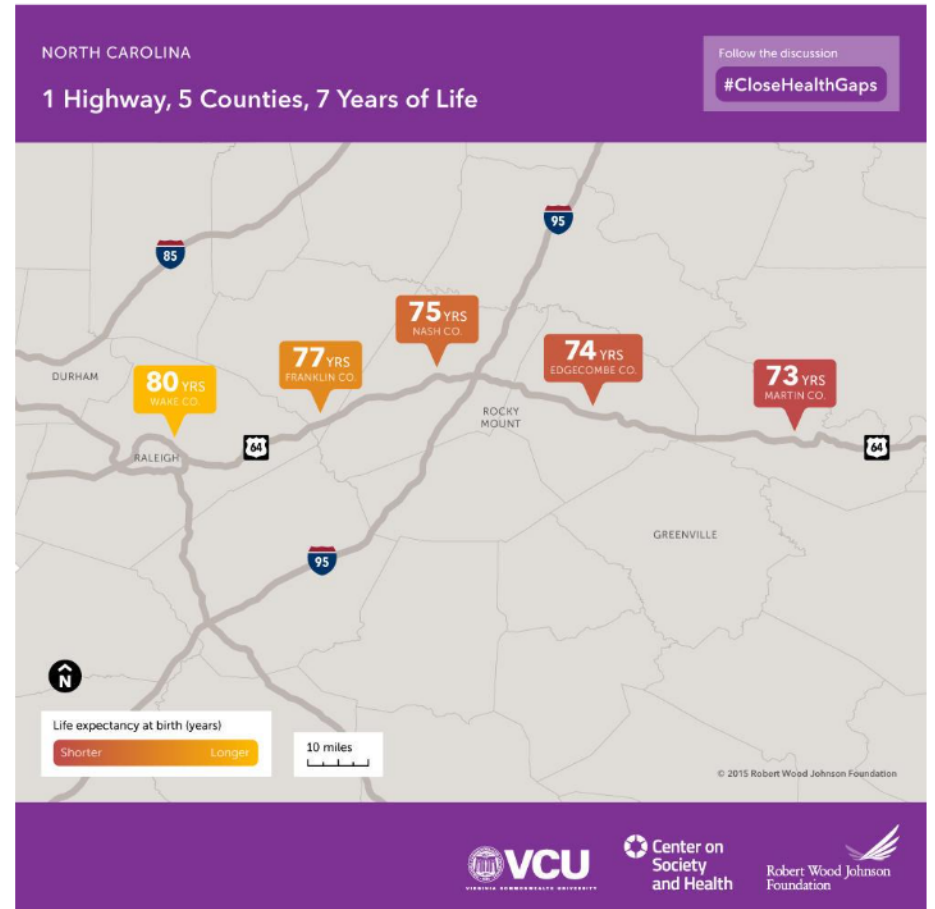 NORTH CAROLINA
1 Highway, 5 Counties, 7 Years of Life
Follow the discussion
#CloseHealthGaps
95
85
75 YRS
NASH CO.
74 YRS
EDGECOMBE CO.
77 YRS
FRANKLIN CO.
73 YRS
MARTIN CO.
80 YRS
WAKE CO.
DURHAM
ROCKY
MOUNT
64
64
RALEIGH
GREENVILLE
95
N
Life expectancy at birth (years)
Shorter
Longer
10 miles
© 2015 Robert Wood Johnson Foundation
VCU
VIRGINIA COMMONWEALTH UNIVERSITY
Center on
Society
and Health
Robert Wood Johnson
Foundation